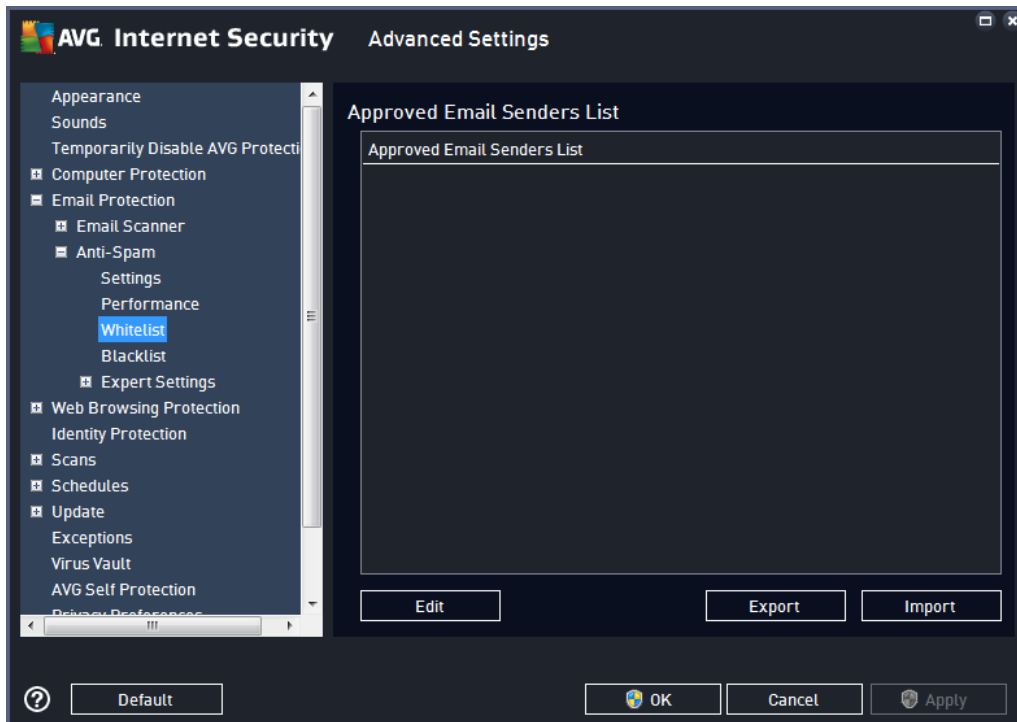 AVG Internet Security Advanced Settings
Appearance
Sounds
Temporarily Disable AVG Protecti
Computer Protection
Email Protection
Email Scanner
Anti-Spam
Settings
Performance
Whitelist
Blacklist
Expert Settings
Web Browsing Protection
Identity Protection
Scans
Schedules
Update
Exceptions
Virus Vault
AVG Self Protection
Privacy Preferences
Approved Email Senders List
Approved Email Senders List
Edit
Export
Import
?
Default
OK
Cancel
Apply